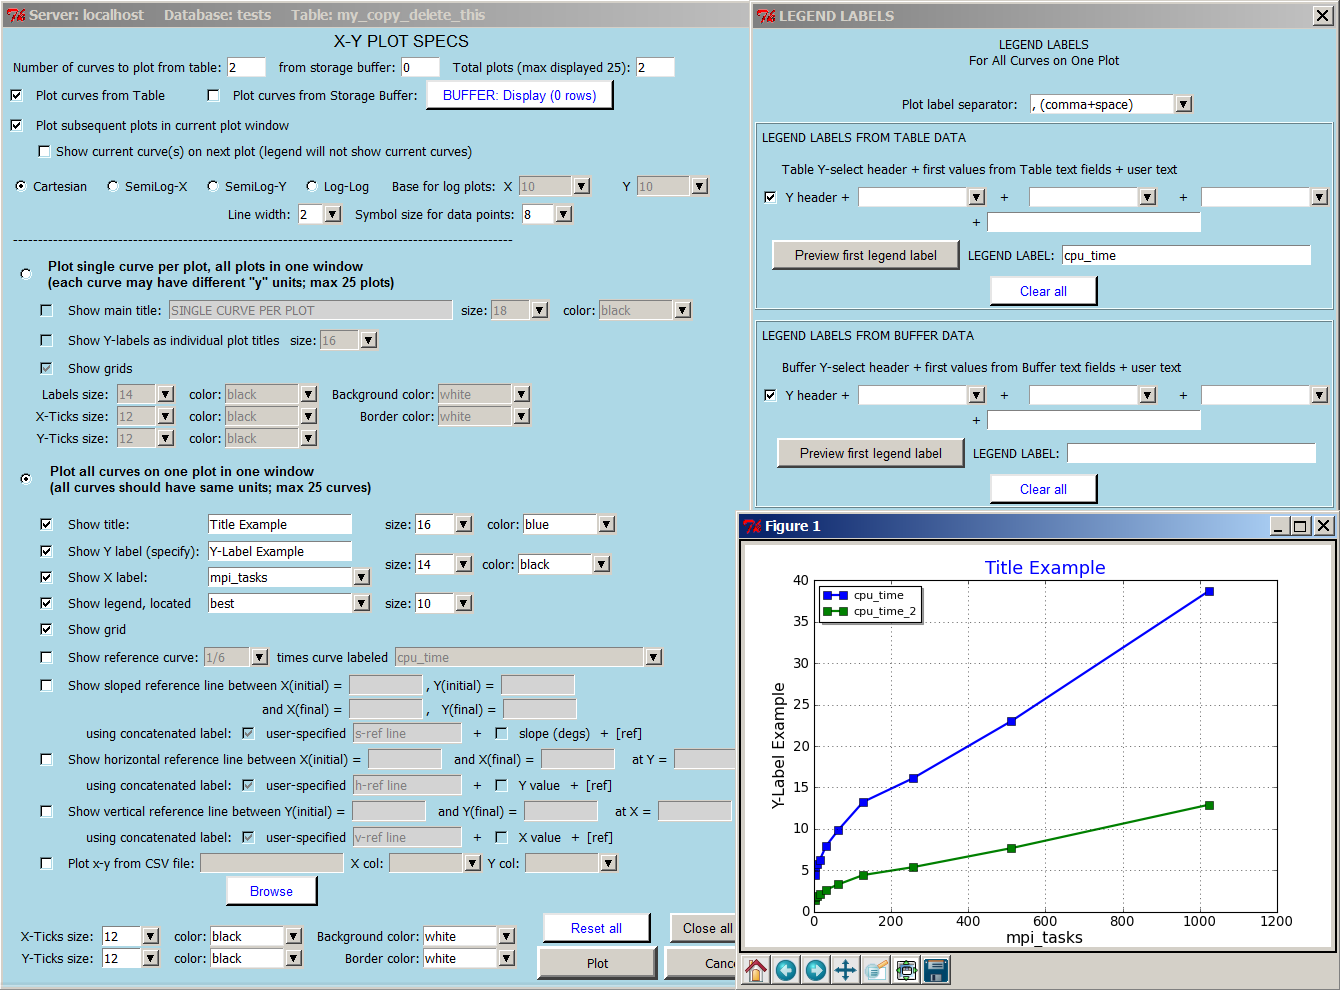 Server: localhost Database: tests Table: my_copy_delete_this
X-Y PLOT SPECS
Number of curves to plot from table: 2 from storage buffer: 0 Total plots (max displayed 25): 2
Plot curves from Table Plot curves from Storage Buffer: BUFFER: Display (0 rows)
Plot subsequent plots in current plot window
Show current curve(s) on next plot (legend will not show current curves)
Cartesian SemiLog-X SemiLog-Y Log-Log Base for log plots: X 10 Y 10
Line width: 2 Symbol size for data points: 8
Plot single curve per plot, all plots in one window
(each curve may have different "y" units; max 25 plots)
Show main title: SINGLE CURVE PER PLOT size: 18 color: black
Show Y-labels as individual plot titles size: 16
Show grids
Labels size: 14 color: black Background color: white
X-Ticks size: 12 color: black Border color: white
Y-Ticks size: 12 color: black
Plot all curves on one plot in one window
(all curves should have same units; max 25 curves)
Show title: Title Example size: 16 color: blue
Show Y label (specify): Y-Label Example
size: 14 color: black
Show X label: mpi_tasks
Show legend, located best size: 10
Show grid
Show reference curve: 1/6 times curve labeled cpu_time
Show sloped reference line between X(initial) = , Y(initial) =
and X(final) = , Y(final) =
using concatenated label: user-specified s-ref line + slope (degs) + [ref]
Show horizontal reference line between X(initial) = and X(final) = at Y =
using concatenated label: user-specified h-ref line + Y value + [ref]
Show vertical reference line between Y(initial) = and Y(final) = at X =
using concatenated label: user-specified v-ref line + X value + [ref]
Plot x-y from CSV file: X col: Y col:
Browse
X-Ticks size: 12 color: black Background color: white
Y-Ticks size: 12 color: black Border color: white
Reset all Close all
Plot Canc
LEGEND LABELS
LEGEND LABELS
For All Curves on One Plot
Plot label separator: , (comma+space)
LEGEND LABELS FROM TABLE DATA
Table Y-select header + first values from Table text fields + user text
Y header + + +
+
Preview first legend label LEGEND LABEL: cpu_time
Clear all
LEGEND LABELS FROM BUFFER DATA
Buffer Y-select header + first values from Buffer text fields + user text
Y header + + +
+
Preview first legend label LEGEND LABEL:
Clear all
Figure 1
Title Example
cpu_time
cpu_time_2
40
35
30
25
20
15
10
5
0
Y-Label Example
0 200 400 600 800 1000 1200
mpi_tasks